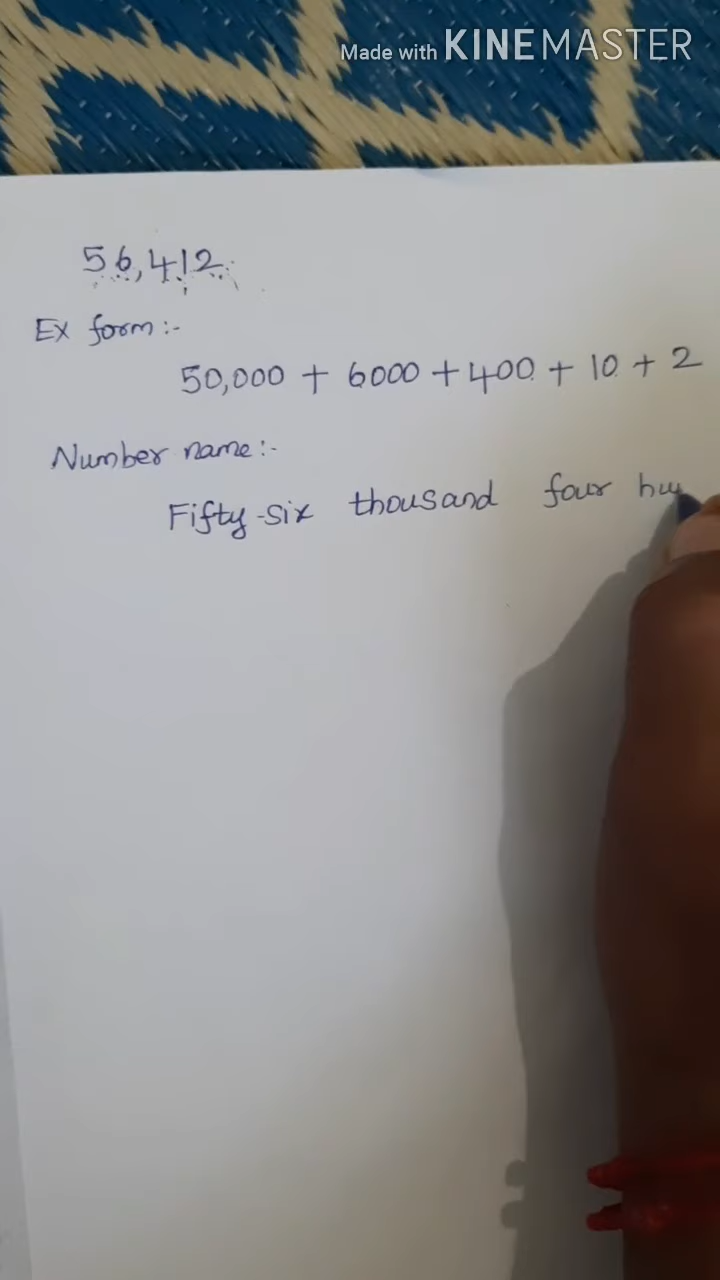 Made with KINEMASTER
56,412
Ex form:-
50,000 + 6000 + 400 + 10 + 2
Number name:-
Fifty-six thousand four hu